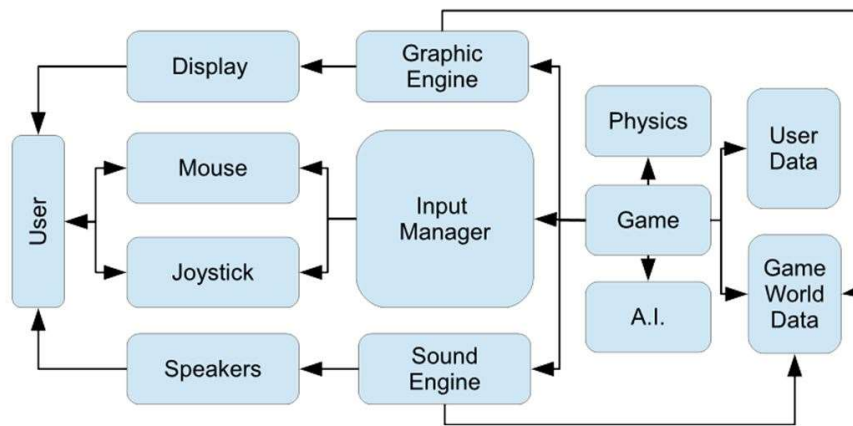 Display
Graphic
Engine
Physics
User
Data
User
Mouse
Input
Manager
Game
Joystick
Game
World
Data
A.I.
Speakers
Sound
Engine